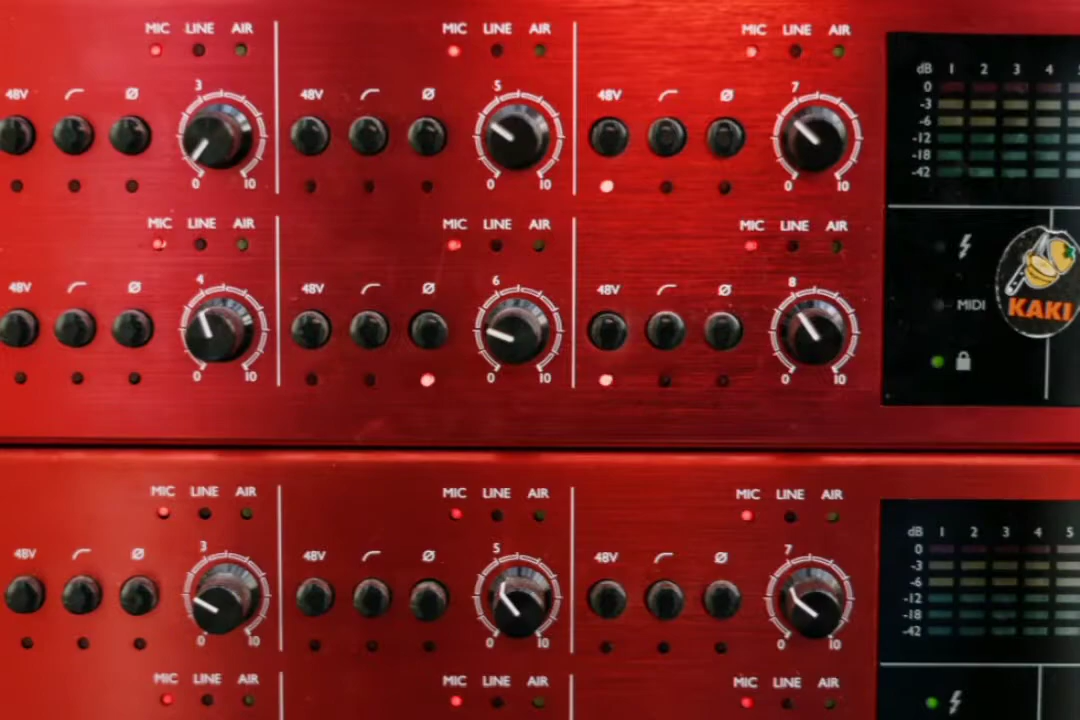 MIC LINE AIR MIC LINE AIR MIC LINE AIR
dB 1 2 3 4 5
48V Ø 3 48V Ø 5 48V Ø 7
0
-3
-6
-12
-18
-42
0 10 0 10 0 10
MIC LINE AIR MIC LINE AIR MIC LINE AIR
48V Ø 4 48V Ø 6 48V Ø 8
MIDI
KAKI
0 10 0 10 0 10
MIC LINE AIR MIC LINE AIR MIC LINE AIR
dB 1 2 3 4 5
48V Ø 3 48V Ø 5 48V Ø 7
0
-3
-6
-12
-18
-42
0 10 0 10 0 10
MIC LINE AIR MIC LINE AIR MIC LINE AIR